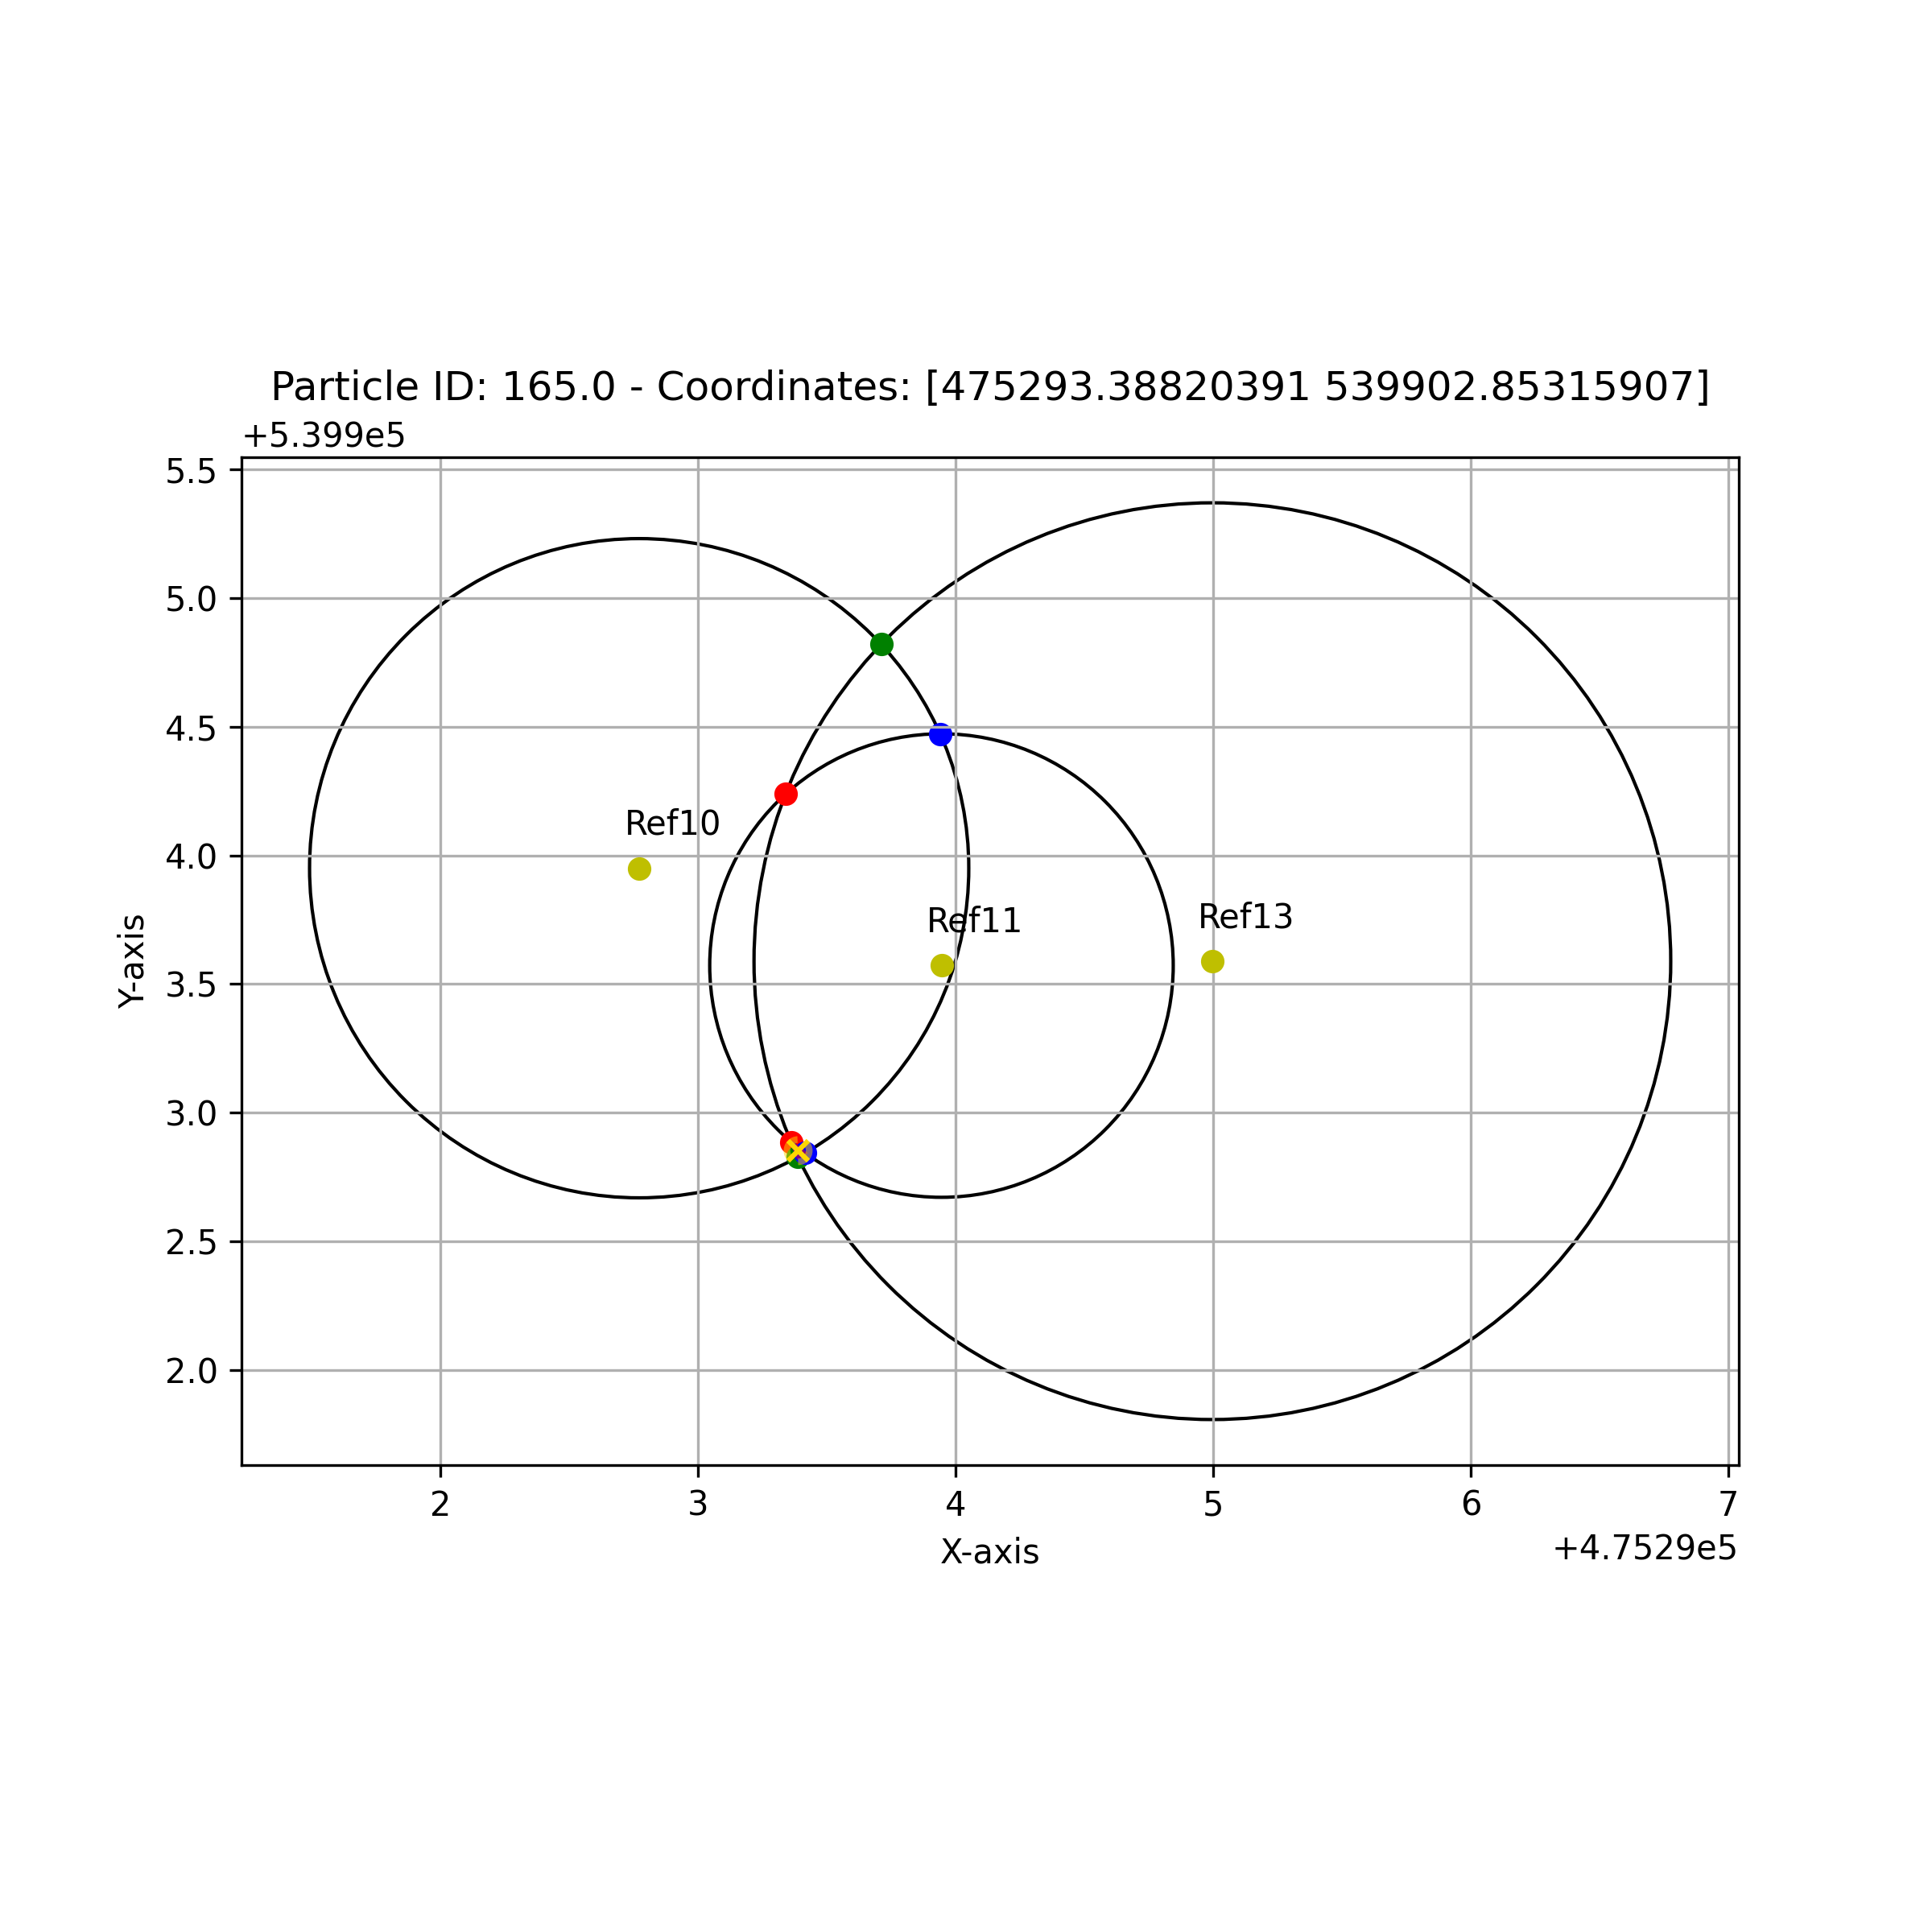 Particle ID: 165.0 - Coordinates: [475293.38820391 539902.85315907]
+5.399e5
5.5
5.0
4.5
4.0
3.5
3.0
2.5
2.0
Y-axis
Ref10
Ref11
Ref13
2 3 4 5 6 7
X-axis
+4.7529e5